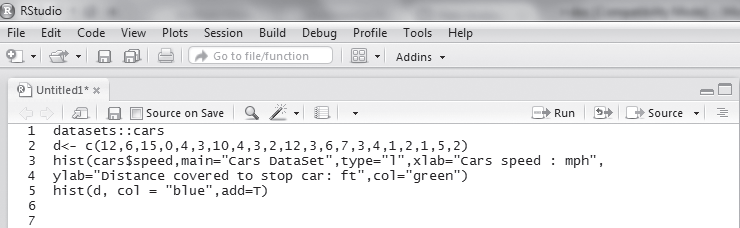 RStudio
File Edit Code View Plots Session Build Debug Profile Tools Help
Go to file/function Addins
Untitled1*
Source on Save Run Source
1 datasets::cars
2 d<- c(12,6,15,0,4,3,10,4,3,2,12,3,6,7,3,4,1,2,1,5,2)
3 hist(cars$speed,main="Cars DataSet",type="l",xlab="Cars speed : mph",
4 ylab="Distance covered to stop car: ft",col="green")
5 hist(d, col = "blue",add=T)
6
7